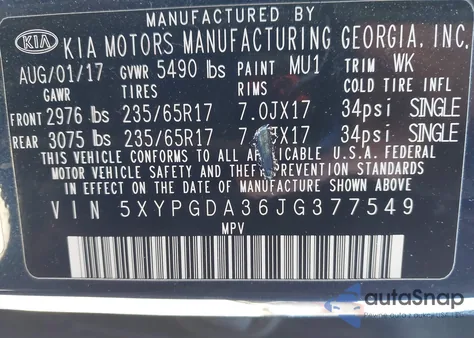 MANUFACTURED BY
KIA KIA MOTORS MANUFACTURING GEORGIA, INC.
AUG/01/17 GVWR 5490 lbs PAINT MU1 TRIM WK
GAWR TIRES RIMS COLD TIRE INFL
FRONT 2976 lbs 235/65R17 7.0JX17 34psi SINGLE
REAR 3075 lbs 235/65R17 34psi SINGLE
THIS VEHICLE CONFORMS TO ALL APPLICABLE U.S.A. FEDERAL
MOTOR VEHICLE SAFETY AND THEFT PREVENTION STANDARDS
IN EFFECT ON THE DATE OF MANUFACTURE SHOWN ABOVE.
VIN 5XYPGDA36JG377549
MPV
autoSnap